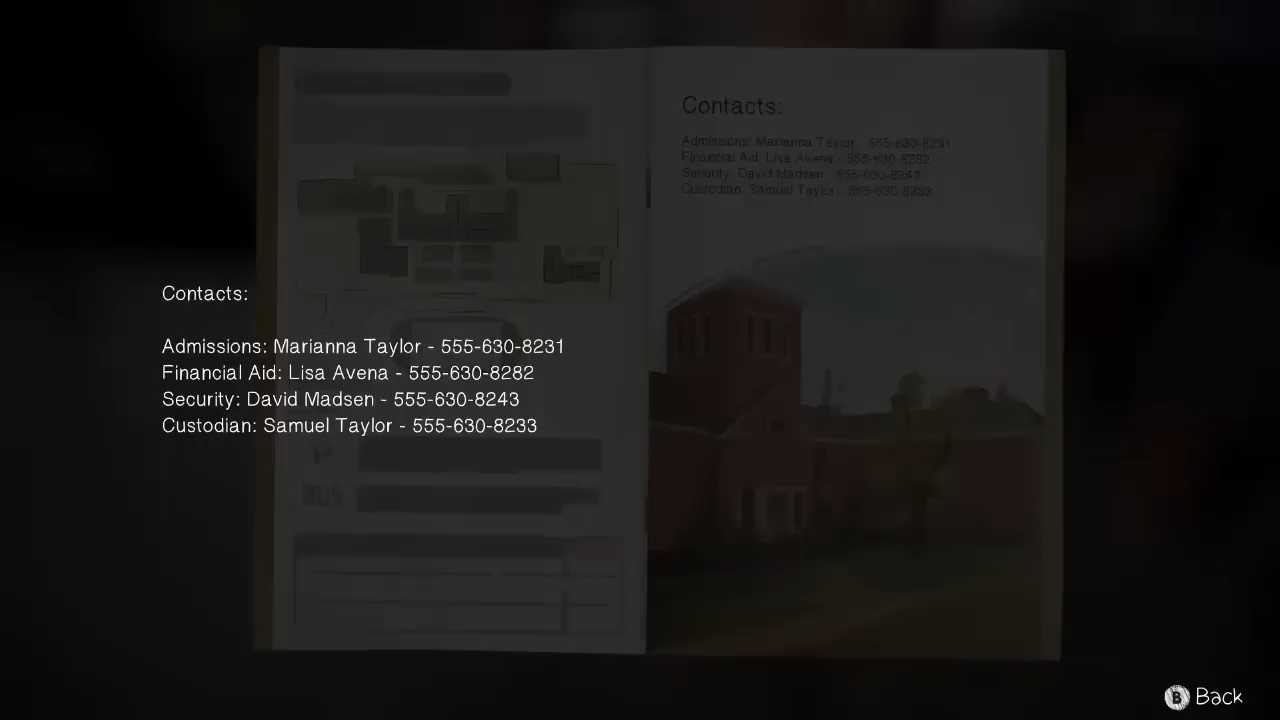 Contacts:
Admissions: Marianna Taylor - 555-630-8231
Financial Aid: Lisa Avena - 555-630-8282
Security: David Madsen - 555-630-8243
Custodian: Samuel Taylor - 555-630-8233
Contacts:
Admissions: Marianna Taylor - 555-630-8231
Financial Aid: Lisa Avena - 555-630-8282
Security: David Madsen - 555-630-8243
Custodian: Samuel Taylor - 555-630-8233
BUS
B Back